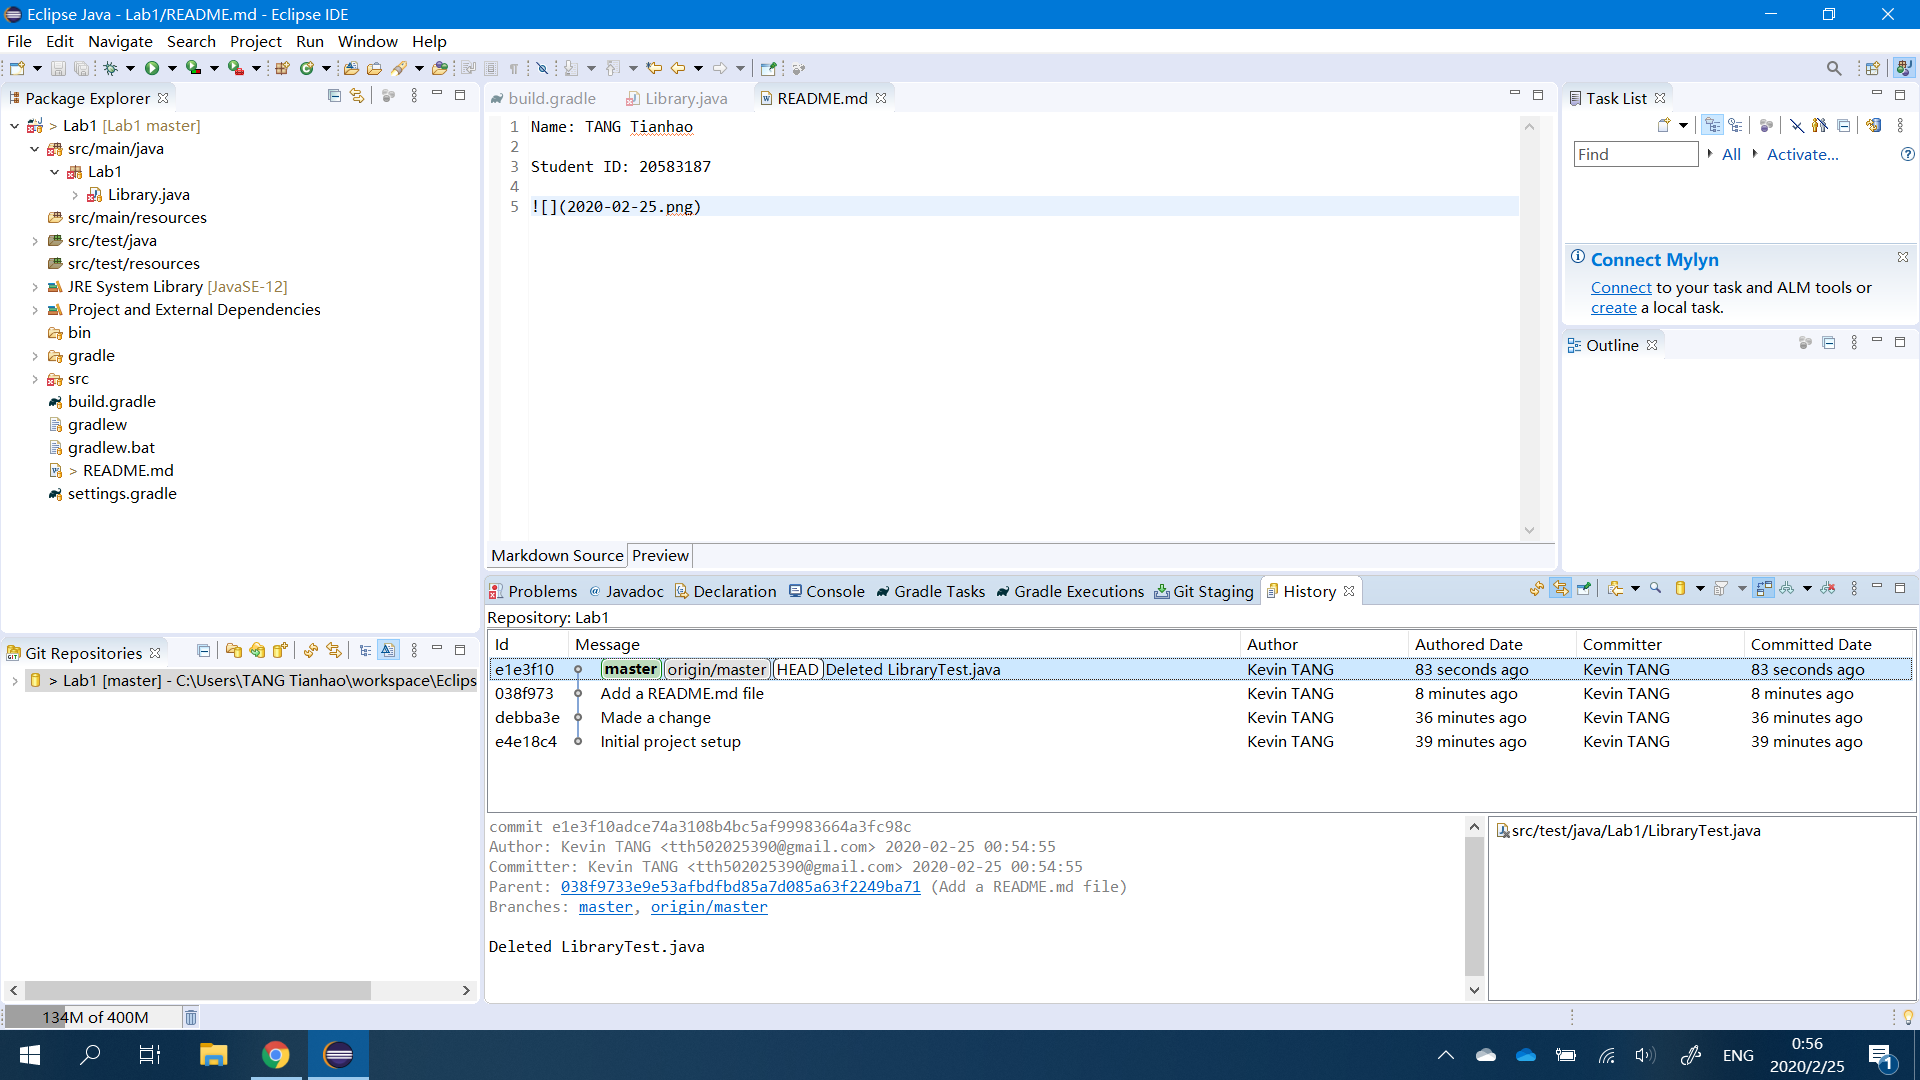 Eclipse Java - Lab1/README.md - Eclipse IDE
File Edit Navigate Search Project Run Window Help
Package Explorer
> Lab1 [Lab1 master]
src/main/java
Lab1
Library.java
src/main/resources
src/test/java
src/test/resources
JRE System Library [JavaSE-12]
Project and External Dependencies
bin
gradle
src
build.gradle
gradlew
gradlew.bat
> README.md
settings.gradle
Git Repositories
> Lab1 [master] - C:\Users\TANG Tianhao\workspace\Eclips
build.gradle Library.java README.md
1 Name: TANG Tianhao
2
3 Student ID: 20583187
4
5 ![](2020-02-25.png)
Markdown Source Preview
Task List
Find All Activate...
Connect Mylyn
Connect to your task and ALM tools or
create a local task.
Outline
Problems Javadoc Declaration Console Gradle Tasks Gradle Executions Git Staging History
Repository: Lab1
Id Message Author Authored Date Committer Committed Date
e1e3f10 master origin/master HEAD Deleted LibraryTest.java Kevin TANG 83 seconds ago Kevin TANG 83 seconds ago
038f973 Add a README.md file Kevin TANG 8 minutes ago Kevin TANG 8 minutes ago
debba3e Made a change Kevin TANG 36 minutes ago Kevin TANG 36 minutes ago
e4e18c4 Initial project setup Kevin TANG 39 minutes ago Kevin TANG 39 minutes ago
commit e1e3f10adce74a3108b4bc5af99983664a3fc98c
Author: Kevin TANG <tth502025390@gmail.com> 2020-02-25 00:54:55
Committer: Kevin TANG <tth502025390@gmail.com> 2020-02-25 00:54:55
Parent: 038f9733e9e53afbdfbd85a7d085a63f2249ba71 (Add a README.md file)
Branches: master, origin/master
Deleted LibraryTest.java
src/test/java/Lab1/LibraryTest.java
134M of 400M
ENG
0:56
2020/2/25
1